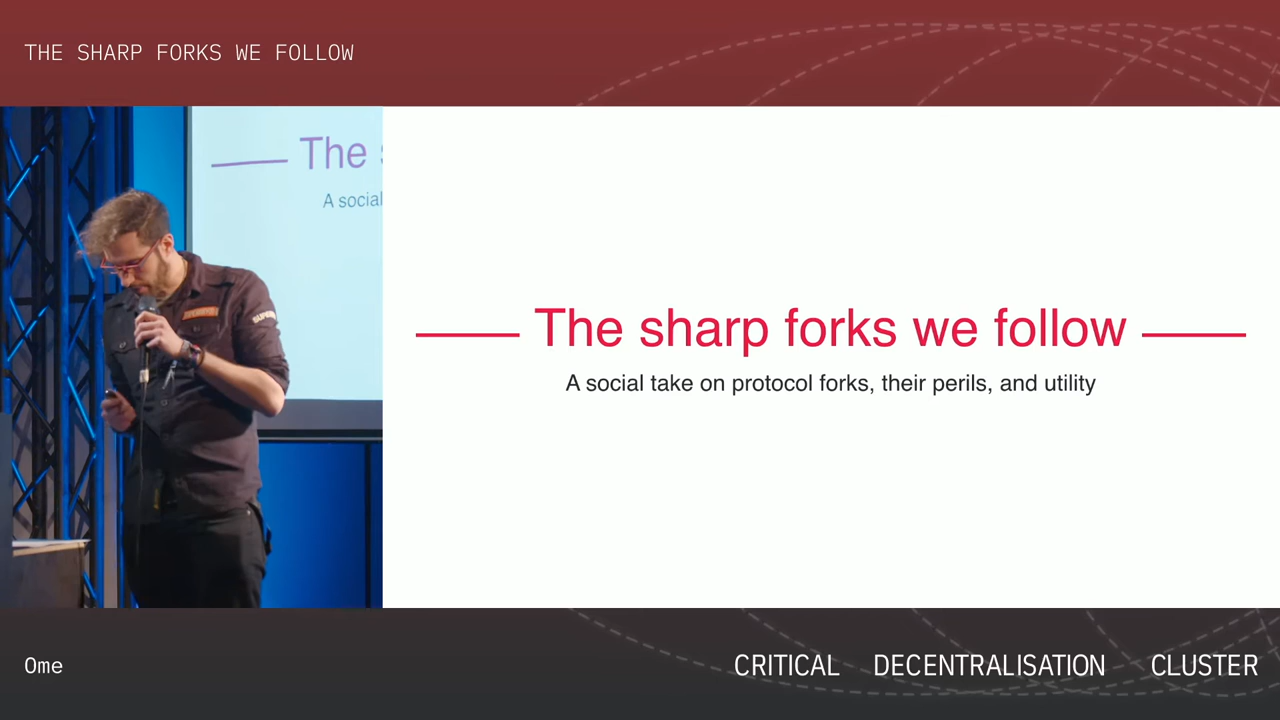 THE SHARP FORKS WE FOLLOW
The
A social
The sharp forks we follow
A social take on protocol forks, their perils, and utility
Ome
CRITICAL DECENTRALISATION CLUSTER